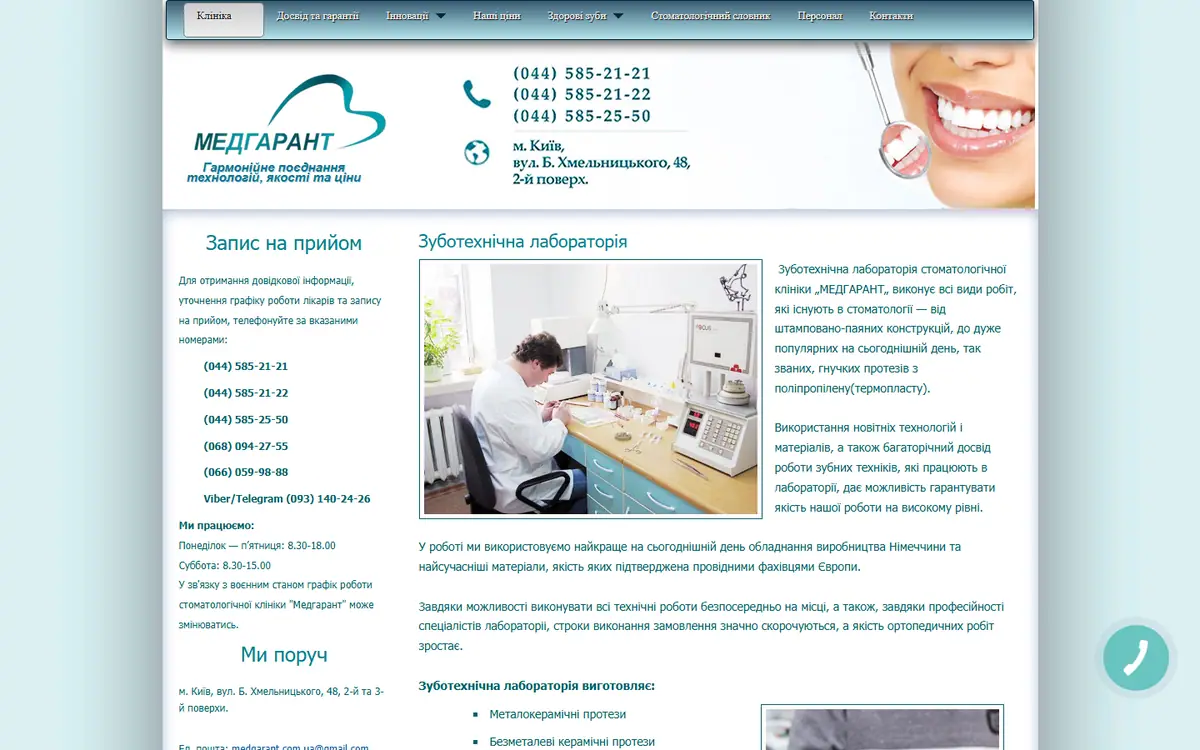 Клініка Досвід та гарантії Інновації Наші ціни Здорові зуби Стоматологічний словник Персонал Контакти
МЕДГАРАНТ
Гармонійне поєднання
технологій, якості та ціни
(044) 585-21-21
(044) 585-21-22
(044) 585-25-50
м. Київ,
вул. Б. Хмельницького, 48,
2-й поверх.
Запис на прийом
Для отримання довідкової інформації,
уточнення графіку роботи лікарів та запису
на прийом, телефонуйте за вказаними
номерами:
(044) 585-21-21
(044) 585-21-22
(044) 585-25-50
(068) 094-27-55
(066) 059-98-88
Viber/Telegram (093) 140-24-26
Ми працюємо:
Понеділок — п'ятниця: 8.30-18.00
Суббота: 8.30-15.00
У зв'язку з воєнним станом графік роботи
стоматологічної клініки "Медгарант" може
змінюватись.
Ми поруч
м. Київ, вул. Б. Хмельницького, 48, 2-й та 3-
й поверхи.
Ел. пошта: medgarant.com.ua@gmail.com
Зуботехнічна лабораторія
Зуботехнічна лабораторія стоматологічної
клініки „МЕДГАРАНТ„ виконує всі види робіт,
які існують в стоматології — від
штамповано-паяних конструкцій, до дуже
популярних на сьогоднішній день, так
званих, гнучких протезів з
поліпропілену(термопласту).
Використання новітніх технологій і
матеріалів, а також багаторічний досвід
роботи зубних техніків, які працюють в
лабораторії, дає можливість гарантувати
якість нашої роботи на високому рівні.
У роботі ми використовуємо найкраще на сьогоднішній день обладнання виробництва Німеччини та
найсучасніші матеріали, якість яких підтверджена провідними фахівцями Європи.
Завдяки можливості виконувати всі технічні роботи безпосередньо на місці, а також, завдяки професійності
спеціалістів лабораторії, строки виконання замовлення значно скорочуються, а якість ортопедичних робіт
зростає.
Зуботехнічна лабораторія виготовляє:
Металокерамічні протези
Безметалеві керамічні протези